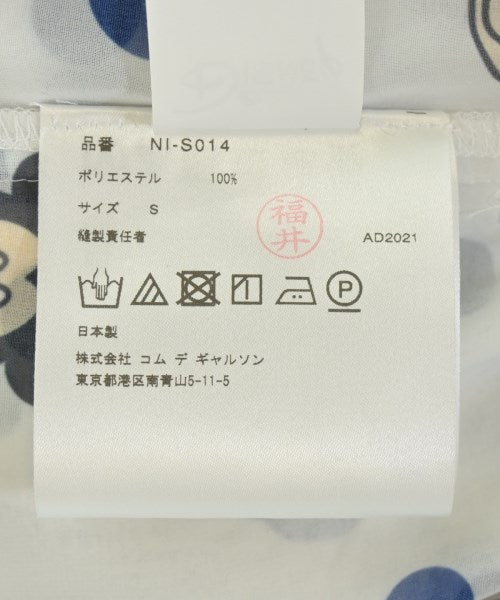 品番 NI-S014
ポリエステル 100%
サイズ S
縫製責任者 福井 AD2021
P
日本製
株式会社 コム デ ギャルソン
東京都港区南青山5-11-5